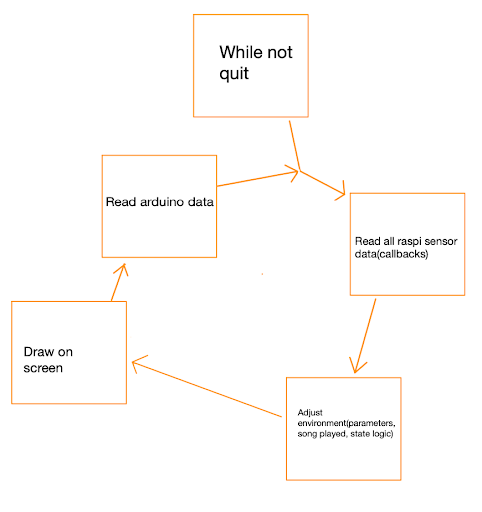 While not
quit
Read arduino data
Read all raspi sensor
data(callbacks)
Draw on
screen
Adjust
environment(parameters,
song played, state logic)